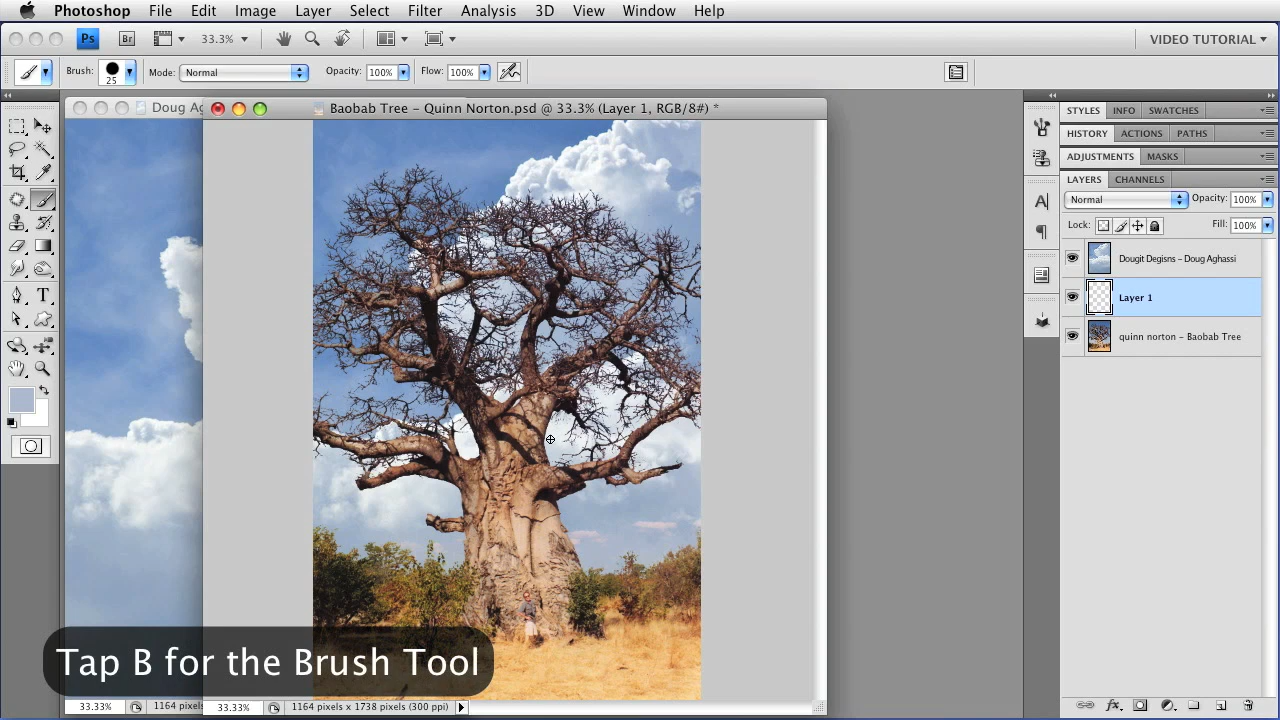 Photoshop File Edit Image Layer Select Filter Analysis 3D View Window Help
Ps Br 33.3% VIDEO TUTORIAL
Brush: 25 Mode: Normal Opacity: 100% Flow: 100%
Doug Ag
Baobab Tree - Quinn Norton.psd @ 33.3% (Layer 1, RGB/8#) *
STYLES INFO SWATCHES
HISTORY ACTIONS PATHS
ADJUSTMENTS MASKS
LAYERS CHANNELS
Normal Opacity: 100%
Lock: Fill: 100%
Dougit Degisns - Doug Aghassi
Layer 1
quinn norton - Baobab Tree
Tap B for the Brush Tool
33.33% 1164 pixels
33.33% 1164 pixels x 1738 pixels (300 ppi)
fx